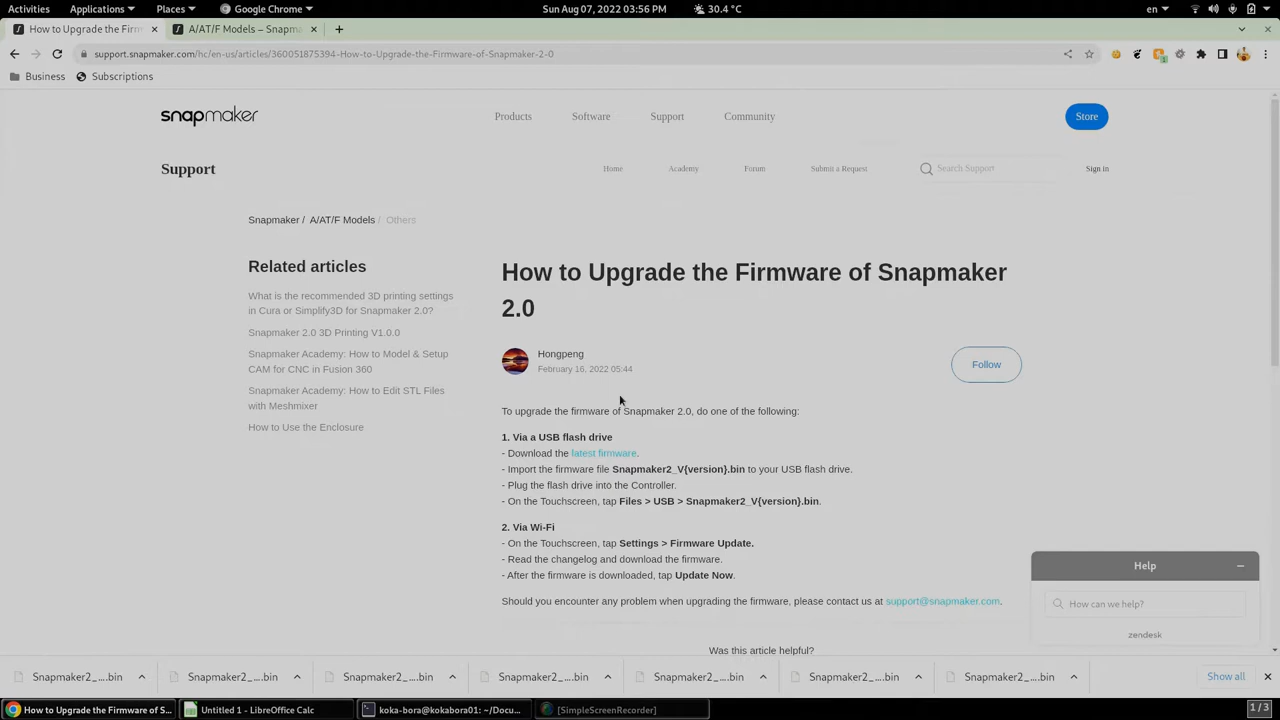 Activities Applications Places Google Chrome Sun Aug 07, 2022 03:56 PM 30.4 °C en
How to Upgrade the Firm A/AT/F Models – Snapm
support.snapmaker.com/hc/en-us/articles/360051875394-How-to-Upgrade-the-Firmware-of-Snapmaker-2-0
Business Subscriptions
snapmaker Products Software Support Community Store
Support Home Academy Forum Submit a Request Search Support Sign in
Snapmaker / A/AT/F Models / Others
Related articles
What is the recommended 3D printing settings
in Cura or Simplify3D for Snapmaker 2.0?
Snapmaker 2.0 3D Printing V1.0.0
Snapmaker Academy: How to Model & Setup
CAM for CNC in Fusion 360
Snapmaker Academy: How to Edit STL Files
with Meshmixer
How to Use the Enclosure
How to Upgrade the Firmware of Snapmaker
2.0
Hongpeng
February 16, 2022 05:44
Follow
To upgrade the firmware of Snapmaker 2.0, do one of the following:
1. Via a USB flash drive
- Download the latest firmware.
- Import the firmware file Snapmaker2_V{version}.bin to your USB flash drive.
- Plug the flash drive into the Controller.
- On the Touchscreen, tap Files > USB > Snapmaker2_V{version}.bin.
2. Via Wi-Fi
- On the Touchscreen, tap Settings > Firmware Update.
- Read the changelog and download the firmware.
- After the firmware is downloaded, tap Update Now.
Should you encounter any problem when upgrading the firmware, please contact us at support@snapmaker.com.
Was this article helpful?
Help
How can we help?
zendesk
Snapmaker2_....bin Snapmaker2_....bin Snapmaker2_....bin Snapmaker2_....bin Snapmaker2_....bin Snapmaker2_....bin Snapmaker2_....bin Show all
How to Upgrade the Firmware of S... Untitled 1 - LibreOffice Calc koka-bora@kokabora01: ~/Docu... [SimpleScreenRecorder] 1 / 3